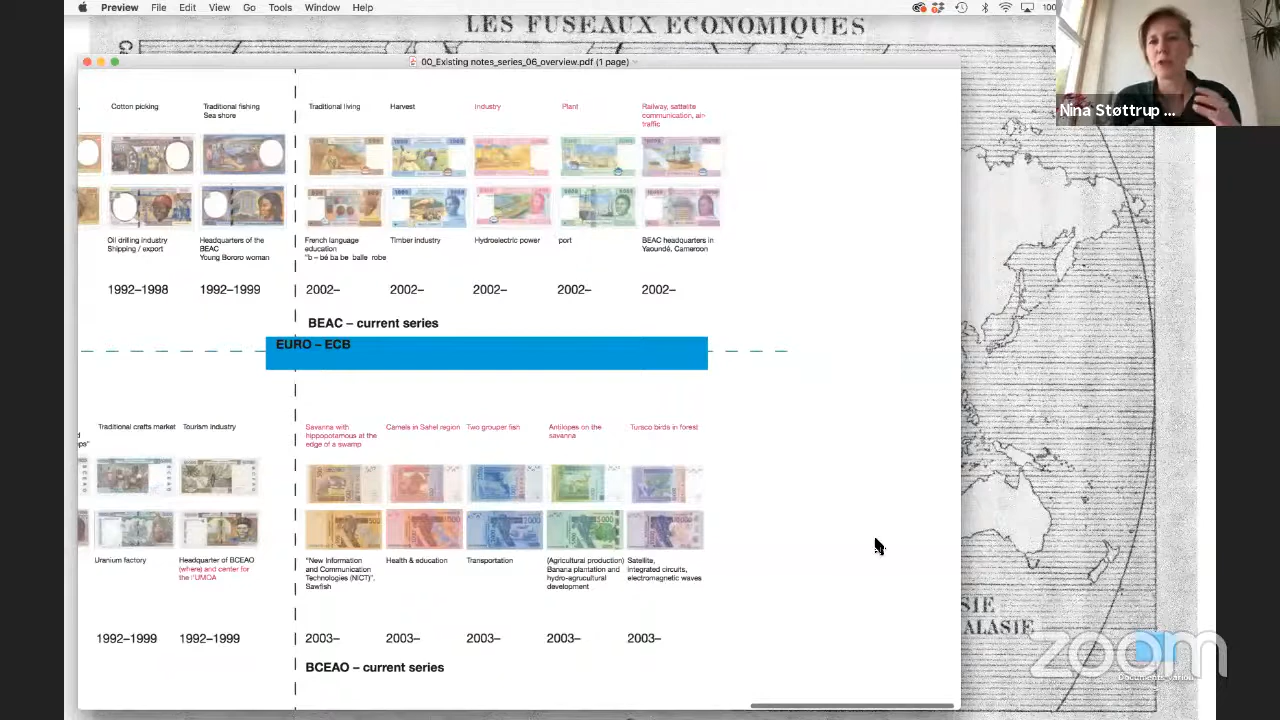 Preview File Edit View Go Tools Window Help
100
LES FUSEAUX ECONOMIQUES
00_Existing notes_series_06_overview.pdf (1 page)
Nina Støttrup ...
Cotton picking
Traditional fishing
Sea shore
Traditional living
Harvest
Industry
Plant
Railway, sattelite
communication, air-
traffic
Oil drilling industry
Shipping / export
Headquarters of the
BEAC
Young Bororo woman
French language
education
"b – bé ba be balle robe
Timber industry
Hydroelectric power
port
BEAC headquarters in
Yaoundé, Cameroon
1992–1998
1992–1999
2002–
2002–
2002–
2002–
2002–
BEAC – current series
EURO – ECB
Traditional crafts market
Tourism industry
Savanna with
hippopotamous at the
edge of a swamp
Camels in Sahel region
Two grouper fish
Antilopes on the
savanna
Turaco birds in forest
Uranium factory
Headquarter of BCEAO
(where) and center for
the l'UMOA
"New Information
and Communication
Technologies (NICT)".
Sawfish
Health & education
Transportation
(Agricultural production)
Banana plantation and
hydro-agrucultural
development
Satellite,
integrated circuits,
electromagnetic waves
1992–1999
1992–1999
2003–
2003–
2003–
2003–
2003–
BCEAO – current series
SIE
ALASIE
zoom